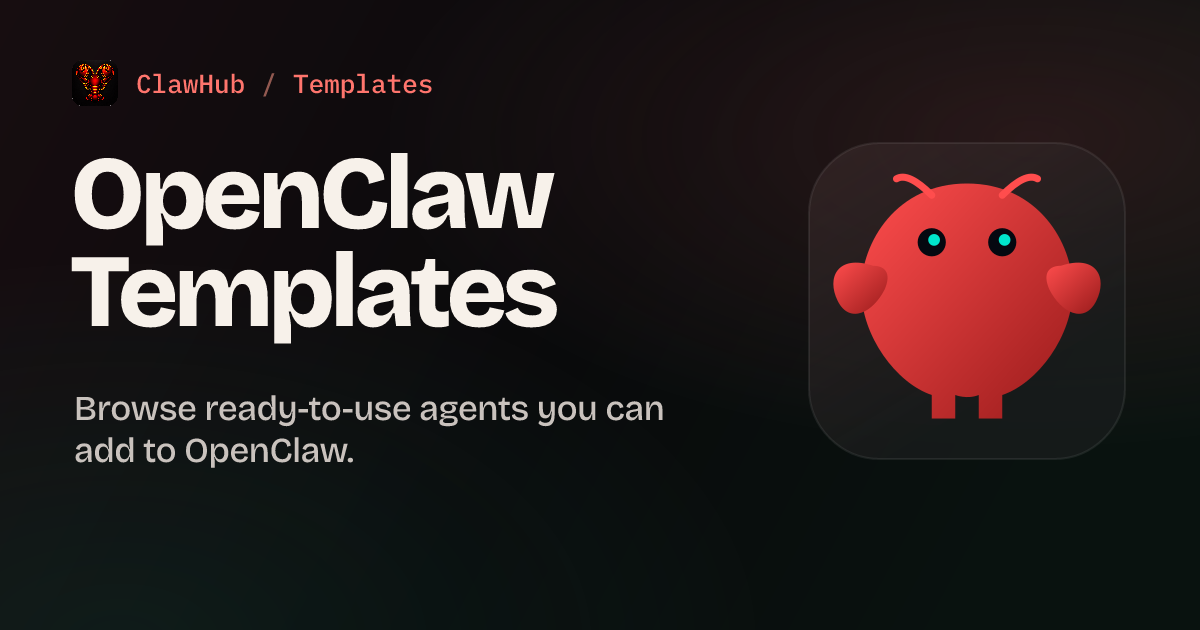 ClawHub / Templates
OpenClaw
Templates
Browse ready-to-use agents you can
add to OpenClaw.